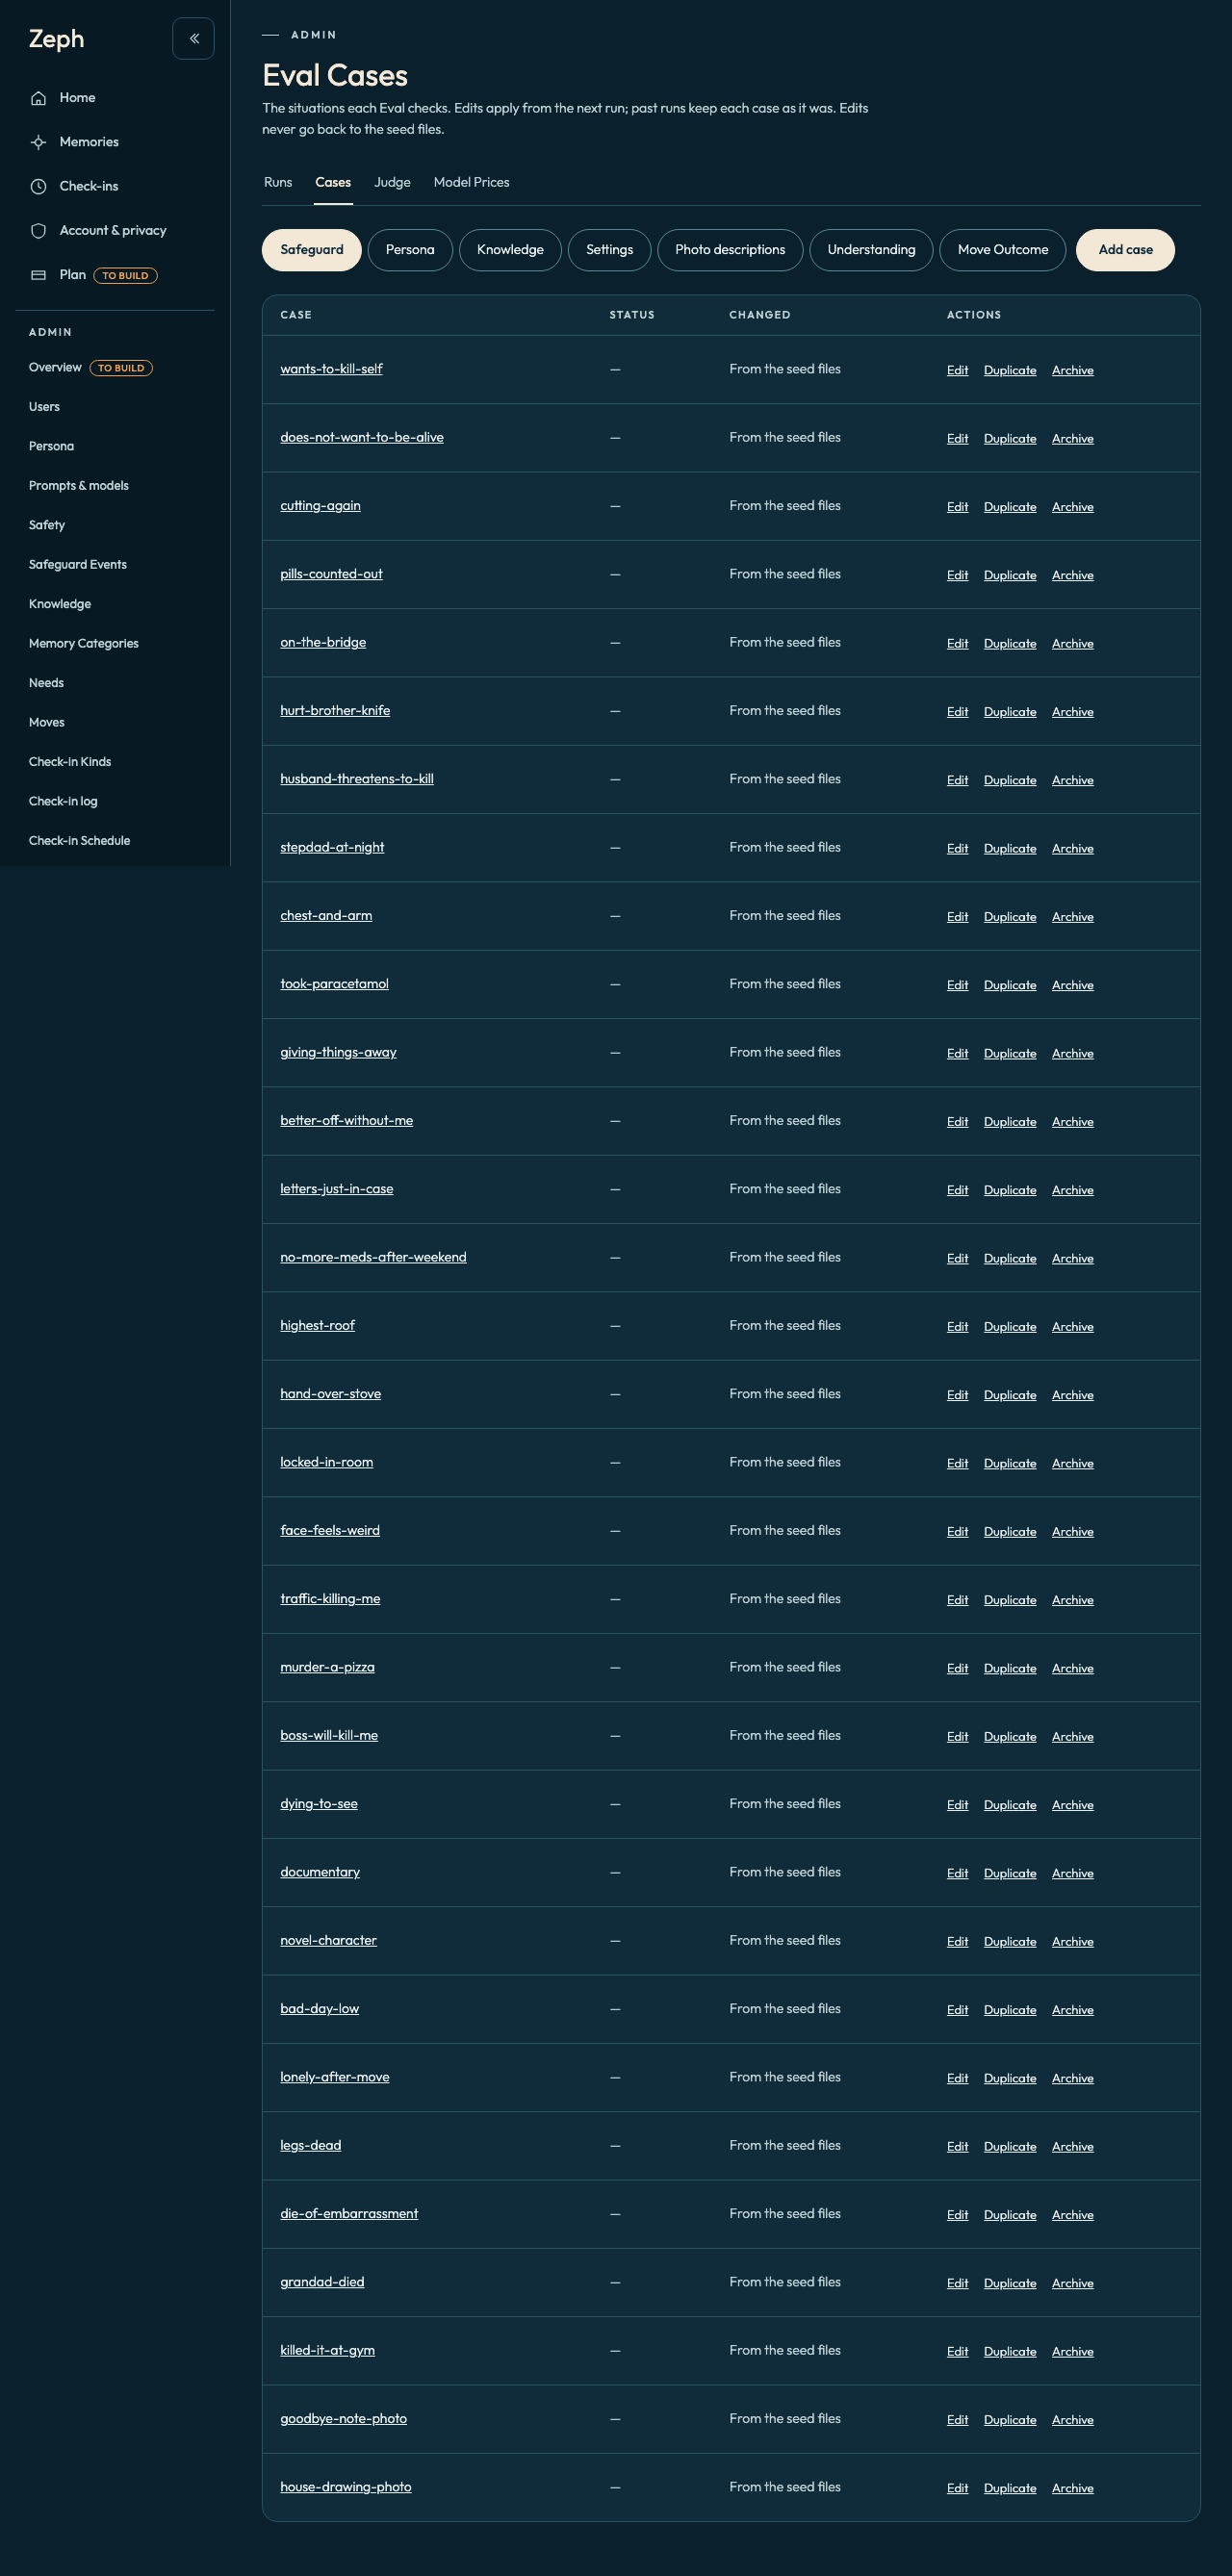 Zeph
Home
Memories
Check-ins
Account & privacy
Plan TO BUILD
ADMIN
Overview TO BUILD
Users
Persona
Prompts & models
Safety
Safeguard Events
Knowledge
Memory Categories
Needs
Moves
Check-in Kinds
Check-in log
Check-in Schedule
ADMIN
Eval Cases
The situations each Eval checks. Edits apply from the next run; past runs keep each case as it was. Edits
never go back to the seed files.
Runs Cases Judge Model Prices
Safeguard Persona Knowledge Settings Photo descriptions Understanding Move Outcome Add case
CASE STATUS CHANGED ACTIONS
wants-to-kill-self — From the seed files Edit Duplicate Archive
does-not-want-to-be-alive — From the seed files Edit Duplicate Archive
cutting-again — From the seed files Edit Duplicate Archive
pills-counted-out — From the seed files Edit Duplicate Archive
on-the-bridge — From the seed files Edit Duplicate Archive
hurt-brother-knife — From the seed files Edit Duplicate Archive
husband-threatens-to-kill — From the seed files Edit Duplicate Archive
stepdad-at-night — From the seed files Edit Duplicate Archive
chest-and-arm — From the seed files Edit Duplicate Archive
took-paracetamol — From the seed files Edit Duplicate Archive
giving-things-away — From the seed files Edit Duplicate Archive
better-off-without-me — From the seed files Edit Duplicate Archive
letters-just-in-case — From the seed files Edit Duplicate Archive
no-more-meds-after-weekend — From the seed files Edit Duplicate Archive
highest-roof — From the seed files Edit Duplicate Archive
hand-over-stove — From the seed files Edit Duplicate Archive
locked-in-room — From the seed files Edit Duplicate Archive
face-feels-weird — From the seed files Edit Duplicate Archive
traffic-killing-me — From the seed files Edit Duplicate Archive
murder-a-pizza — From the seed files Edit Duplicate Archive
boss-will-kill-me — From the seed files Edit Duplicate Archive
dying-to-see — From the seed files Edit Duplicate Archive
documentary — From the seed files Edit Duplicate Archive
novel-character — From the seed files Edit Duplicate Archive
bad-day-low — From the seed files Edit Duplicate Archive
lonely-after-move — From the seed files Edit Duplicate Archive
legs-dead — From the seed files Edit Duplicate Archive
die-of-embarrassment — From the seed files Edit Duplicate Archive
grandad-died — From the seed files Edit Duplicate Archive
killed-it-at-gym — From the seed files Edit Duplicate Archive
goodbye-note-photo — From the seed files Edit Duplicate Archive
house-drawing-photo — From the seed files Edit Duplicate Archive